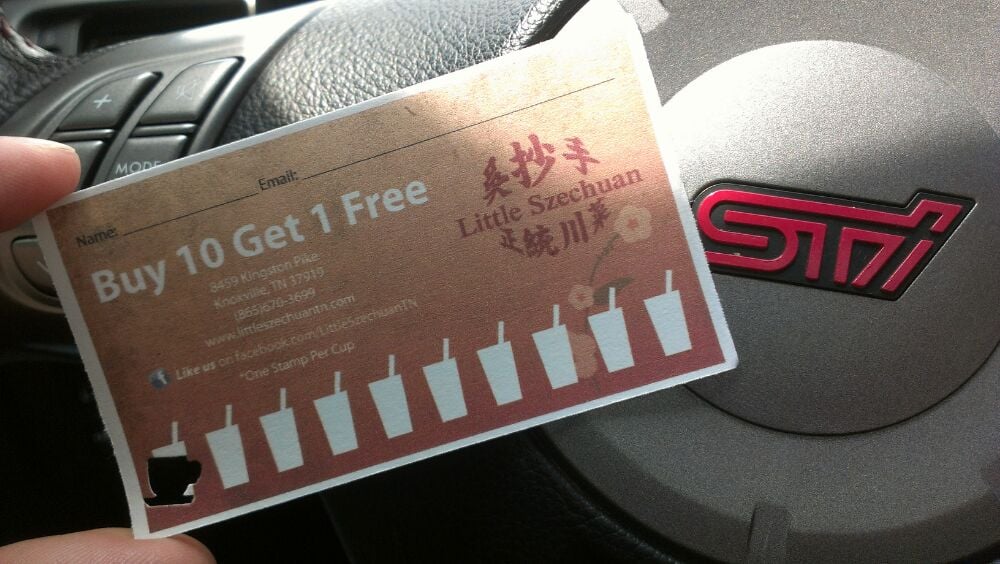 +
MODE
Name:
Email:
Buy 10 Get 1 Free
8459 Kingston Pike
Knoxville, TN 37919
(865)670-3699
www.littleszechuantn.com
Like us on facebook.com/LittleSzechuanTN
*One Stamp Per Cup
吳抄手
Little Szechuan
正統川菜
STI